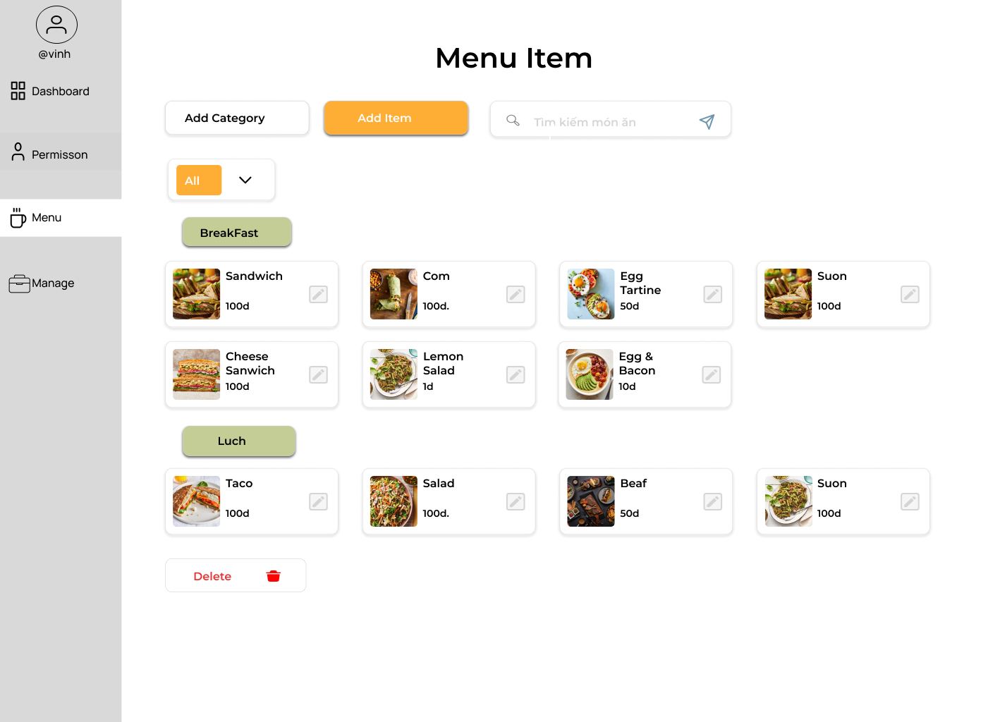 @vinh
Dashboard
Permisson
Menu
Manage
Menu Item
Add Category
Add Item
Tìm kiếm món ăn
All
BreakFast
Sandwich
100d
Com
100d.
Egg
Tartine
50d
Suon
100d
Cheese
Sanwich
100d
Lemon
Salad
1d
Egg &
Bacon
10d
Luch
Taco
100d
Salad
100d.
Beaf
50d
Suon
100d
Delete